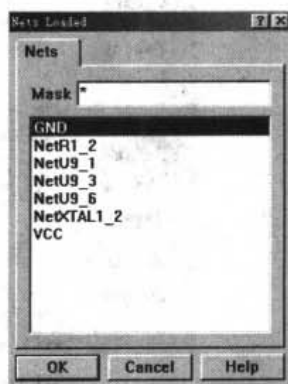 Nets Loaded ? X
Nets
Mask *
GND
NetR1_2
NetU9_1
NetU9_3
NetU9_6
NetXTAL1_2
VCC
OK Cancel Help